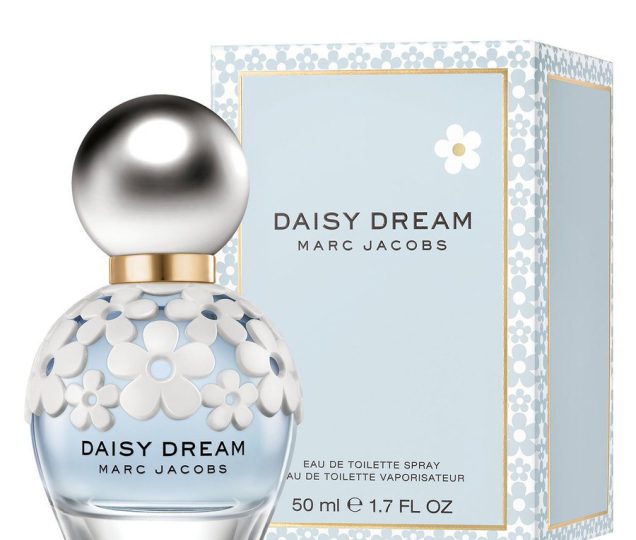 DAISY DREAM
MARC JACOBS
EAU DE TOILETTE SPRAY
AU DE TOILETTE VAPORISATEUR
50 ml ℮ 1.7 FL OZ
DAISY DREAM
MARC JACOBS